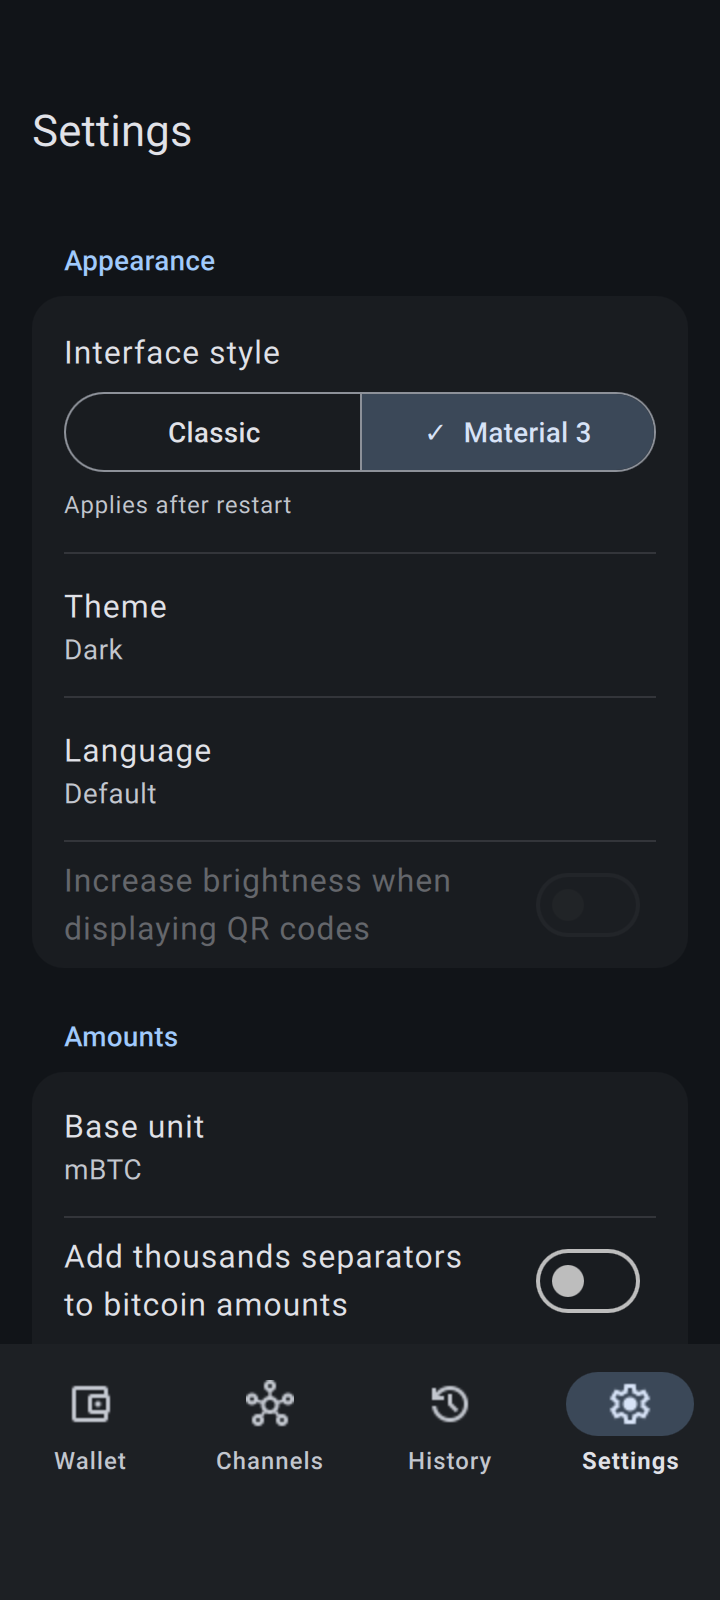 Settings
Appearance
Interface style
Classic
✓ Material 3
Applies after restart
Theme
Dark
Language
Default
Increase brightness when
displaying QR codes
Amounts
Base unit
mBTC
Add thousands separators
to bitcoin amounts
Wallet
Channels
History
Settings